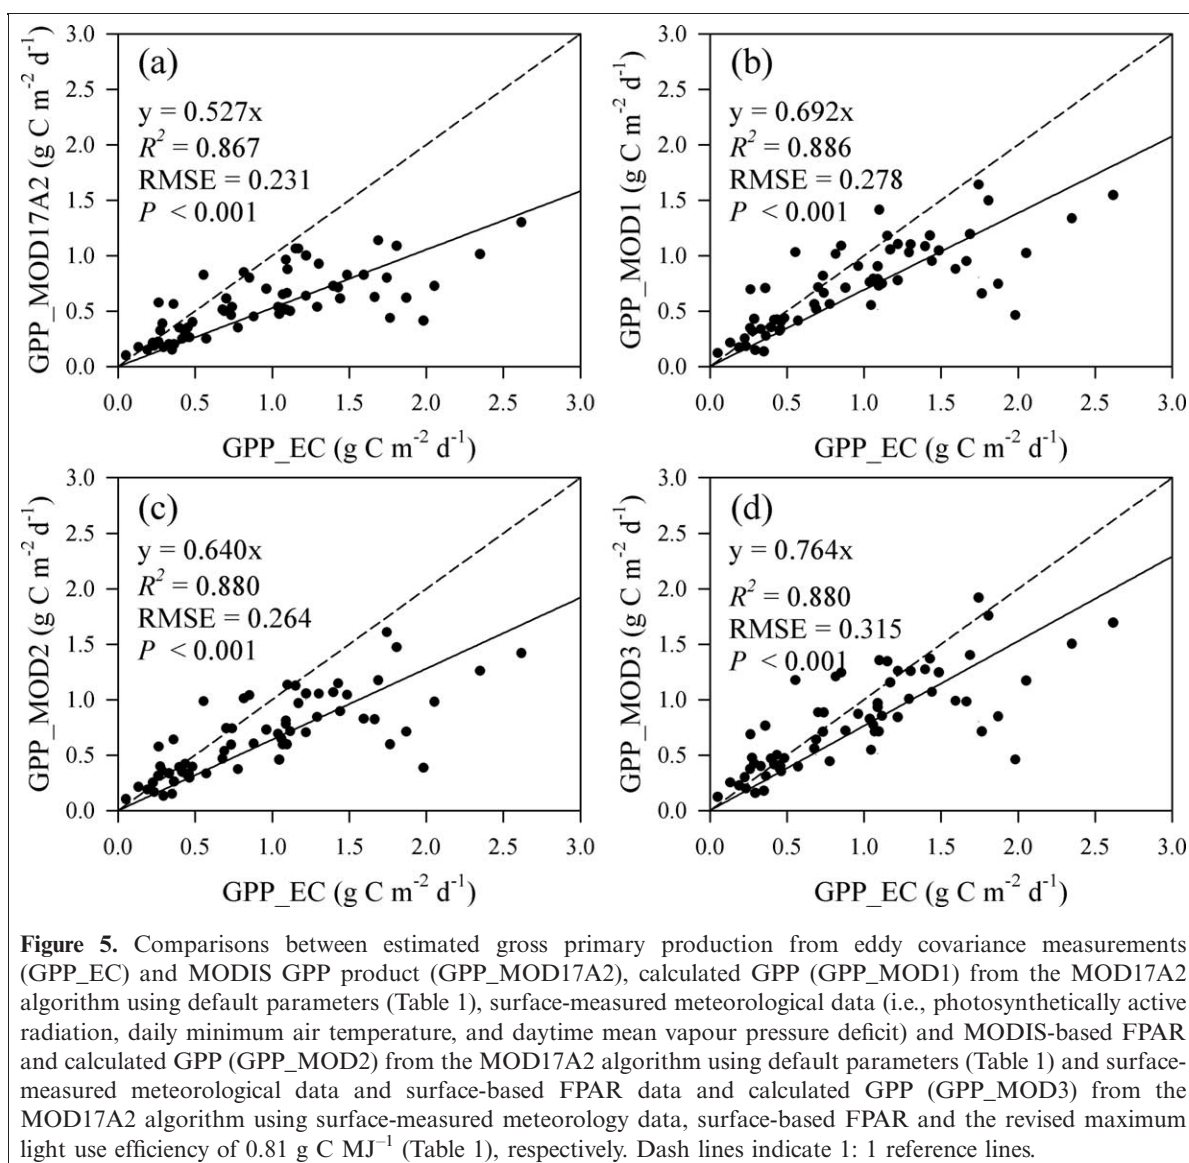 GPP_MOD17A2 (g C m⁻² d⁻¹)
3.0
2.5
2.0
1.5
1.0
0.5
0.0
(a)
y = 0.527x
R² = 0.867
RMSE = 0.231
P < 0.001
0.0 0.5 1.0 1.5 2.0 2.5 3.0
GPP_EC (g C m⁻² d⁻¹)
GPP_MOD1 (g C m⁻² d⁻¹)
3.0
2.5
2.0
1.5
1.0
0.5
0.0
(b)
y = 0.692x
R² = 0.886
RMSE = 0.278
P < 0.001
0.0 0.5 1.0 1.5 2.0 2.5 3.0
GPP_EC (g C m⁻² d⁻¹)
GPP_MOD2 (g C m⁻² d⁻¹)
3.0
2.5
2.0
1.5
1.0
0.5
0.0
(c)
y = 0.640x
R² = 0.880
RMSE = 0.264
P < 0.001
0.0 0.5 1.0 1.5 2.0 2.5 3.0
GPP_EC (g C m⁻² d⁻¹)
GPP_MOD3 (g C m⁻² d⁻¹)
3.0
2.5
2.0
1.5
1.0
0.5
0.0
(d)
y = 0.764x
R² = 0.880
RMSE = 0.315
P < 0.001
0.0 0.5 1.0 1.5 2.0 2.5 3.0
GPP_EC (g C m⁻² d⁻¹)
Figure 5. Comparisons between estimated gross primary production from eddy covariance measurements
(GPP_EC) and MODIS GPP product (GPP_MOD17A2), calculated GPP (GPP_MOD1) from the MOD17A2
algorithm using default parameters (Table 1), surface-measured meteorological data (i.e., photosynthetically active
radiation, daily minimum air temperature, and daytime mean vapour pressure deficit) and MODIS-based FPAR
and calculated GPP (GPP_MOD2) from the MOD17A2 algorithm using default parameters (Table 1) and surface-
measured meteorological data and surface-based FPAR data and calculated GPP (GPP_MOD3) from the
MOD17A2 algorithm using surface-measured meteorology data, surface-based FPAR and the revised maximum
light use efficiency of 0.81 g C MJ⁻¹ (Table 1), respectively. Dash lines indicate 1: 1 reference lines.